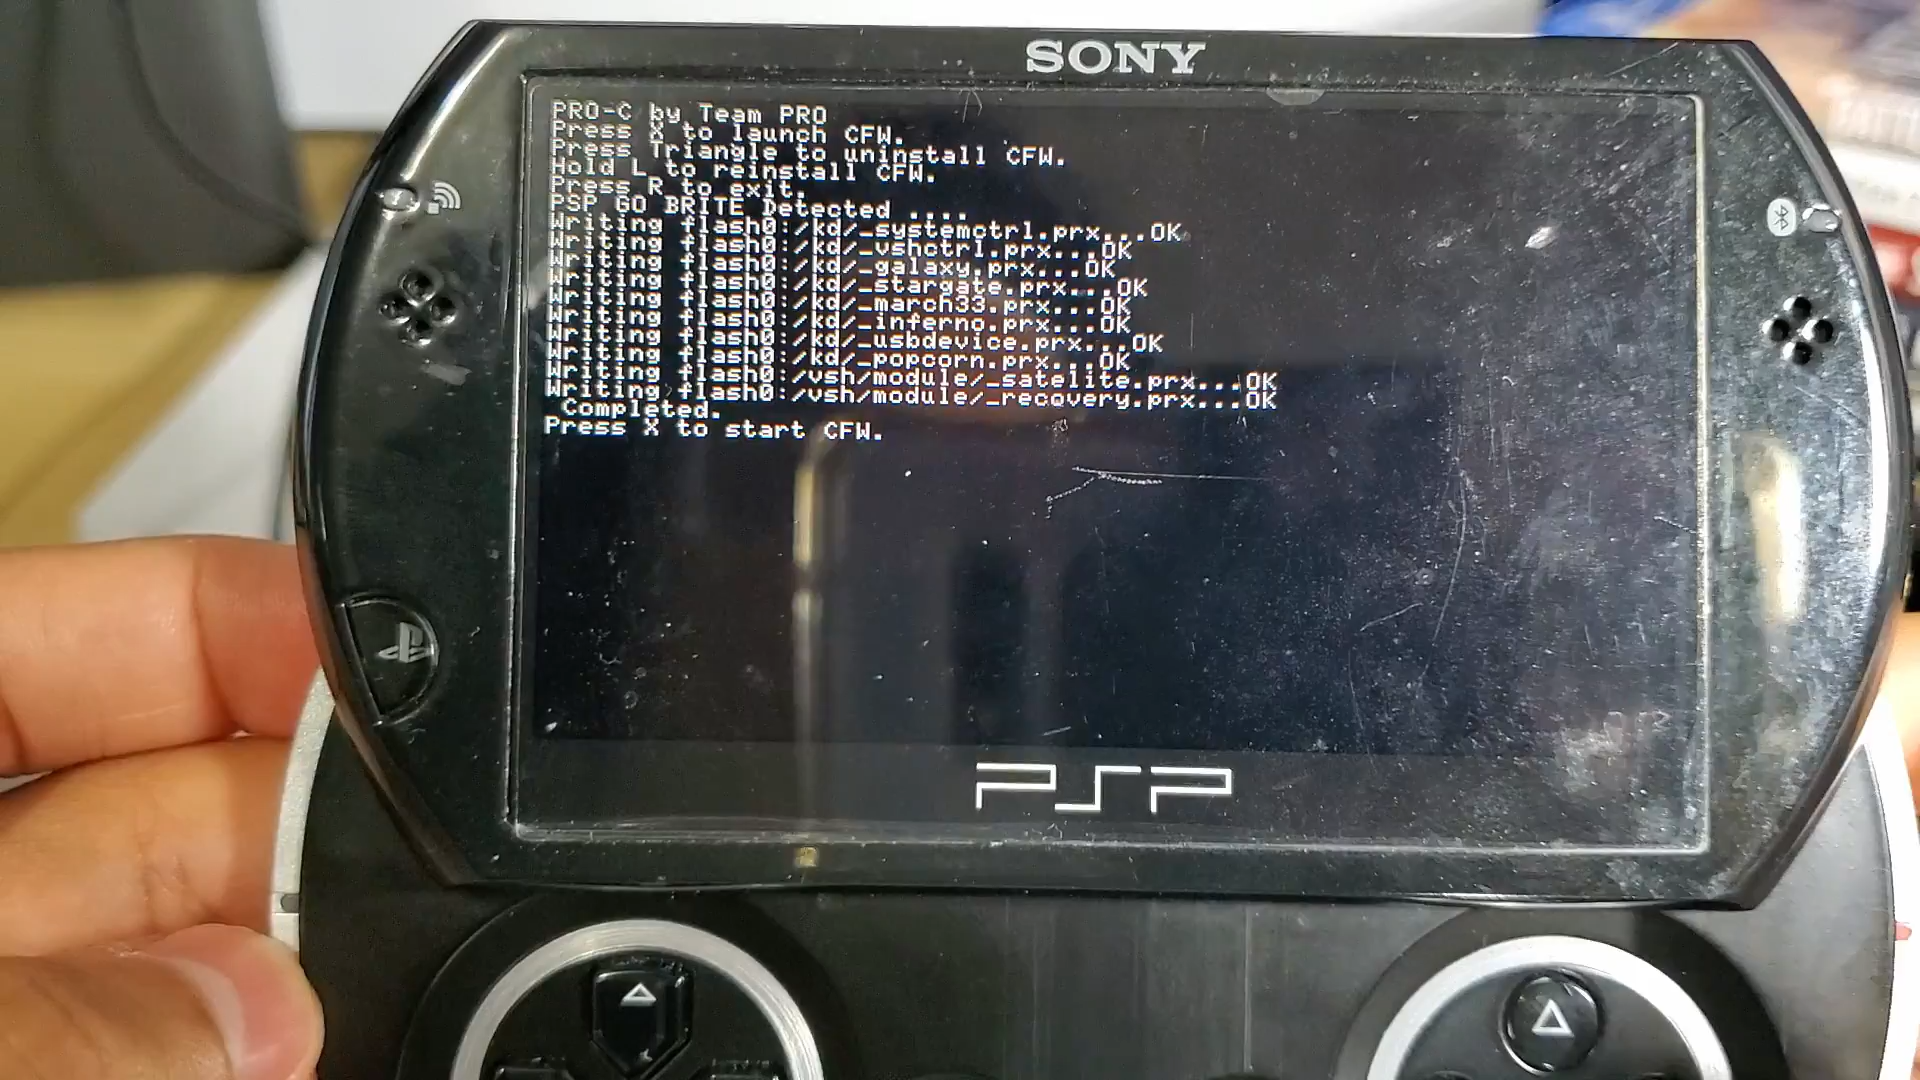 SONY
PRO-C by Team PRO
Press X to launch CFW.
Press Triangle to uninstall CFW.
Hold L to reinstall CFW.
Press R to exit.
PSP GO BRITE Detected ....
Writing flash0:/kd/_systemctrl.prx...OK
Writing flash0:/kd/_vshctrl.prx...OK
Writing flash0:/kd/_galaxy.prx...OK
Writing flash0:/kd/_stargate.prx...OK
Writing flash0:/kd/_march33.prx...OK
Writing flash0:/kd/_inferno.prx...OK
Writing flash0:/kd/_usbdevice.prx...OK
Writing flash0:/kd/_popcorn.prx...OK
Writing flash0:/vsh/module/_satelite.prx...OK
Writing flash0:/vsh/module/_recovery.prx...OK
Completed.
Press X to start CFW.
PSP